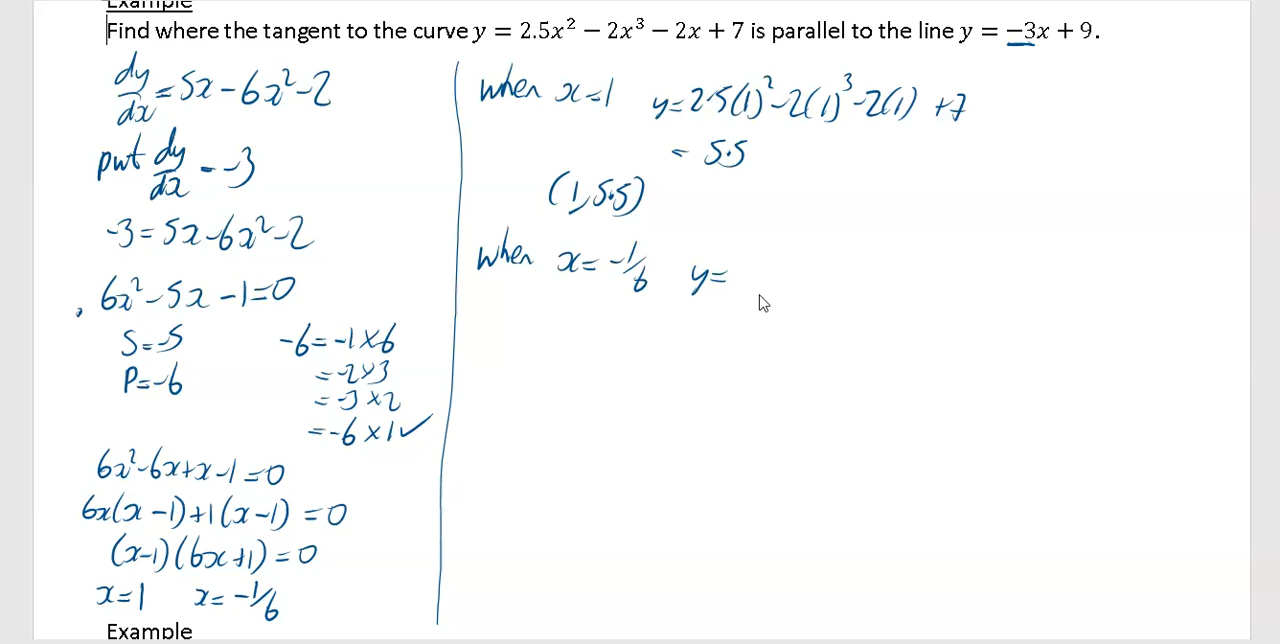 Example
Find where the tangent to the curve y = 2.5x² − 2x³ − 2x + 7 is parallel to the line y = −3x + 9.
dy/dx = 5x - 6x² - 2
put dy/dx = -3
-3 = 5x - 6x² - 2
6x² - 5x - 1 = 0
S = -5
P = -6
-6 = -1 × 6
= -2 × 3
= -3 × 2
= -6 × 1 ✓
6x² - 6x + x - 1 = 0
6x(x - 1) + 1(x - 1) = 0
(x - 1)(6x + 1) = 0
x = 1 x = -1/6
when x = 1 y = 2.5(1)² - 2(1)³ - 2(1) + 7
= 5.5
(1, 5.5)
when x = -1/6 y =
Example